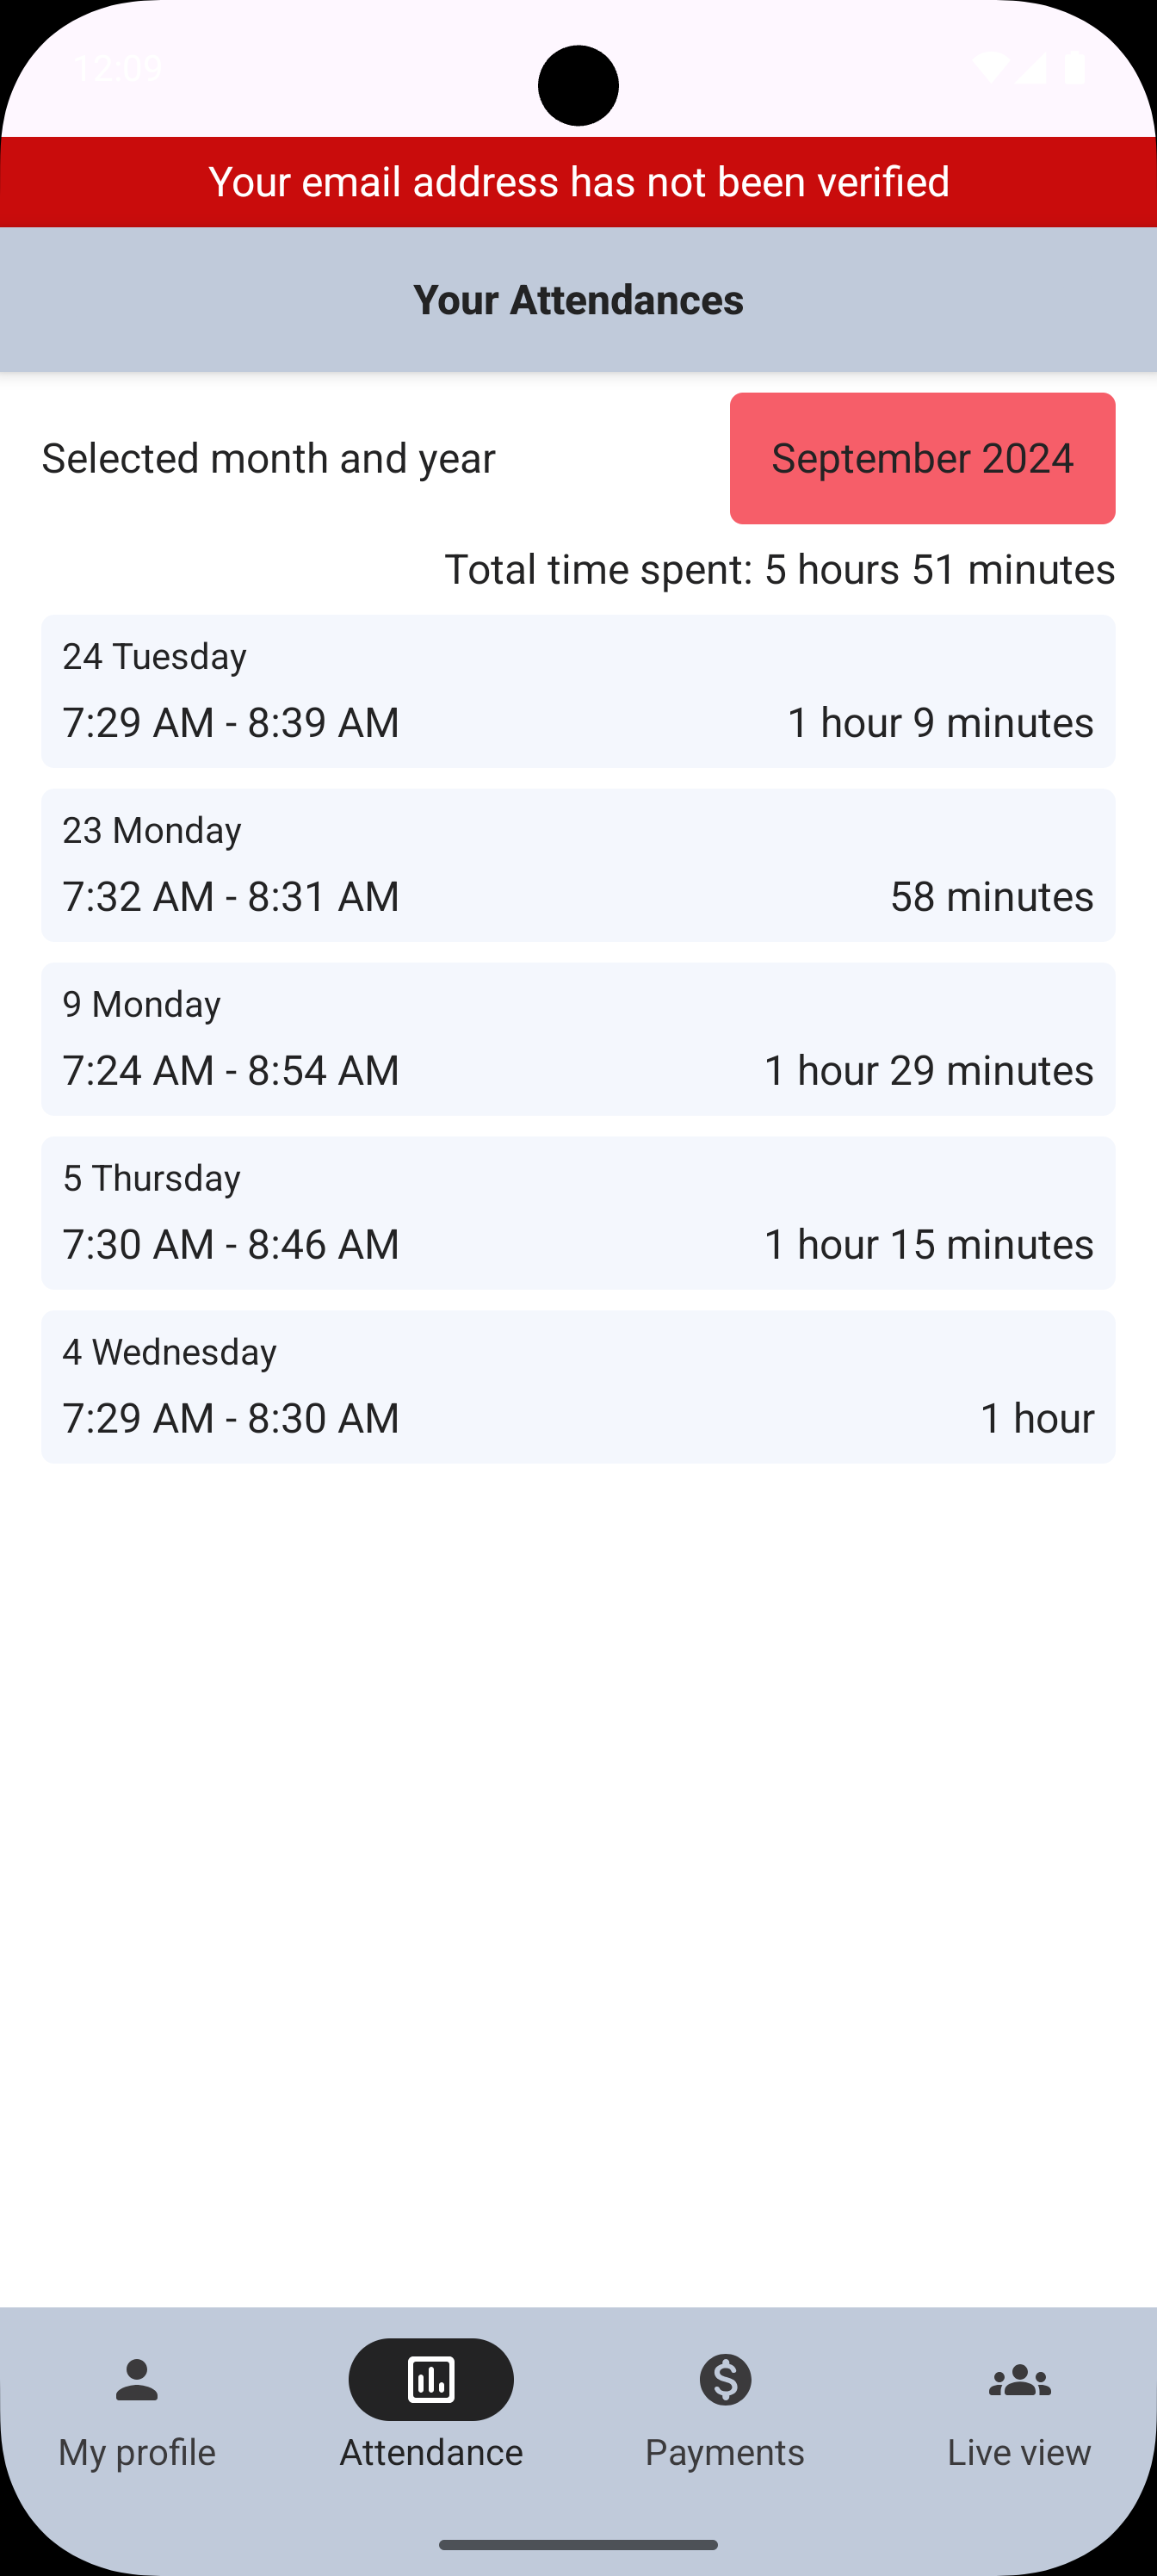 12:09
Your email address has not been verified
Your Attendances
Selected month and year
September 2024
Total time spent: 5 hours 51 minutes
24 Tuesday
7:29 AM - 8:39 AM
1 hour 9 minutes
23 Monday
7:32 AM - 8:31 AM
58 minutes
9 Monday
7:24 AM - 8:54 AM
1 hour 29 minutes
5 Thursday
7:30 AM - 8:46 AM
1 hour 15 minutes
4 Wednesday
7:29 AM - 8:30 AM
1 hour
My profile
Attendance
Payments
Live view